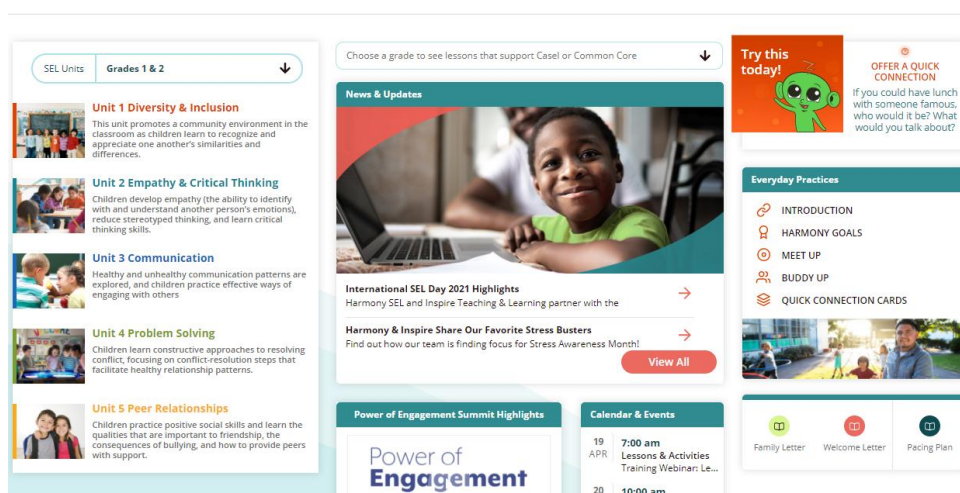 SEL Units
Grades 1 & 2
Unit 1 Diversity & Inclusion
This unit promotes a community environment in the
classroom as children learn to recognize and
appreciate one another's similarities and
differences.
Unit 2 Empathy & Critical Thinking
Children develop empathy (the ability to identify
with and understand another person's emotions),
reduce stereotyped thinking, and learn critical
thinking skills.
Unit 3 Communication
Healthy and unhealthy communication patterns are
explored, and children practice effective ways of
engaging with others
Unit 4 Problem Solving
Children learn constructive approaches to resolving
conflict, focusing on conflict-resolution steps that
facilitate healthy relationship patterns.
Unit 5 Peer Relationships
Children practice positive social skills and learn the
qualities that are important to friendship, the
consequences of bullying, and how to provide peers
with support.
Choose a grade to see lessons that support Casel or Common Core
News & Updates
International SEL Day 2021 Highlights
Harmony SEL and Inspire Teaching & Learning partner with the
Harmony & Inspire Share Our Favorite Stress Busters
Find out how our team is finding focus for Stress Awareness Month!
View All
Power of Engagement Summit Highlights
Power of
Engagement
Calendar & Events
19
APR
7:00 am
Lessons & Activities
Training Webinar: Le...
20
10:00 am
Try this
today!
OFFER A QUICK
CONNECTION
If you could have lunch
with someone famous,
who would it be? What
would you talk about?
Everyday Practices
INTRODUCTION
HARMONY GOALS
MEET UP
BUDDY UP
QUICK CONNECTION CARDS
Family Letter
Welcome Letter
Pacing Plan